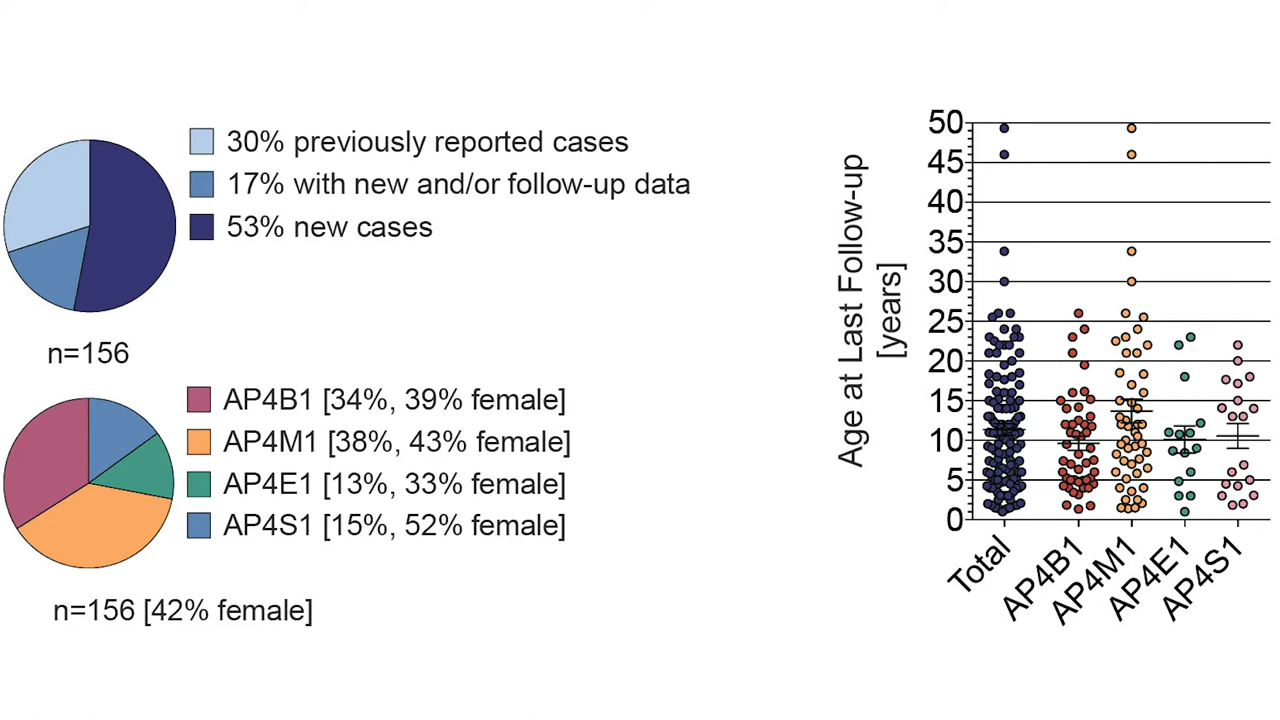 30% previously reported cases
17% with new and/or follow-up data
53% new cases
n=156
AP4B1 [34%, 39% female]
AP4M1 [38%, 43% female]
AP4E1 [13%, 33% female]
AP4S1 [15%, 52% female]
n=156 [42% female]
Age at Last Follow-up
[years]
50
45
40
35
30
25
20
15
10
5
0
Total
AP4B1
AP4M1
AP4E1
AP4S1